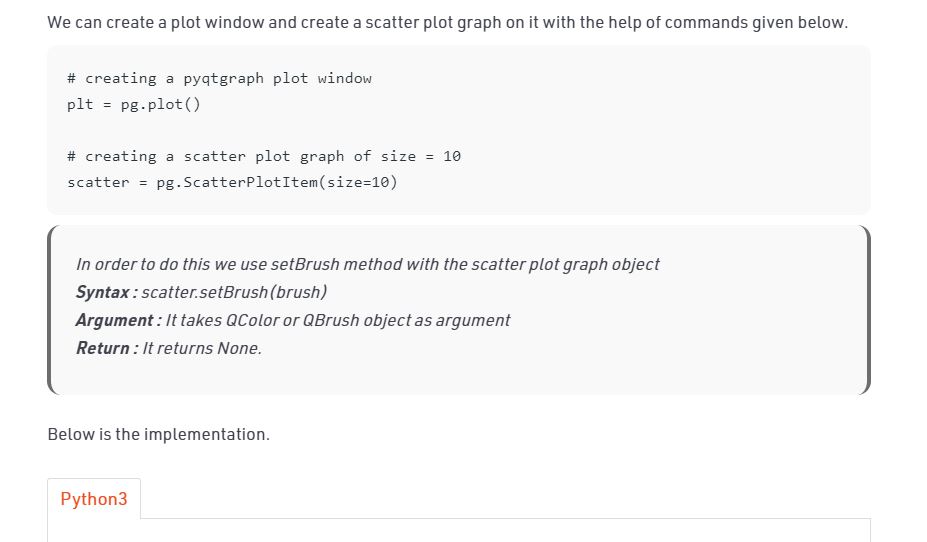 We can create a plot window and create a scatter plot graph on it with the help of commands given below.
# creating a pyqtgraph plot window
plt = pg.plot()
# creating a scatter plot graph of size = 10
scatter = pg.ScatterPlotItem(size=10)
In order to do this we use setBrush method with the scatter plot graph object
Syntax : scatter.setBrush(brush)
Argument : It takes QColor or QBrush object as argument
Return : It returns None.
Below is the implementation.
Python3